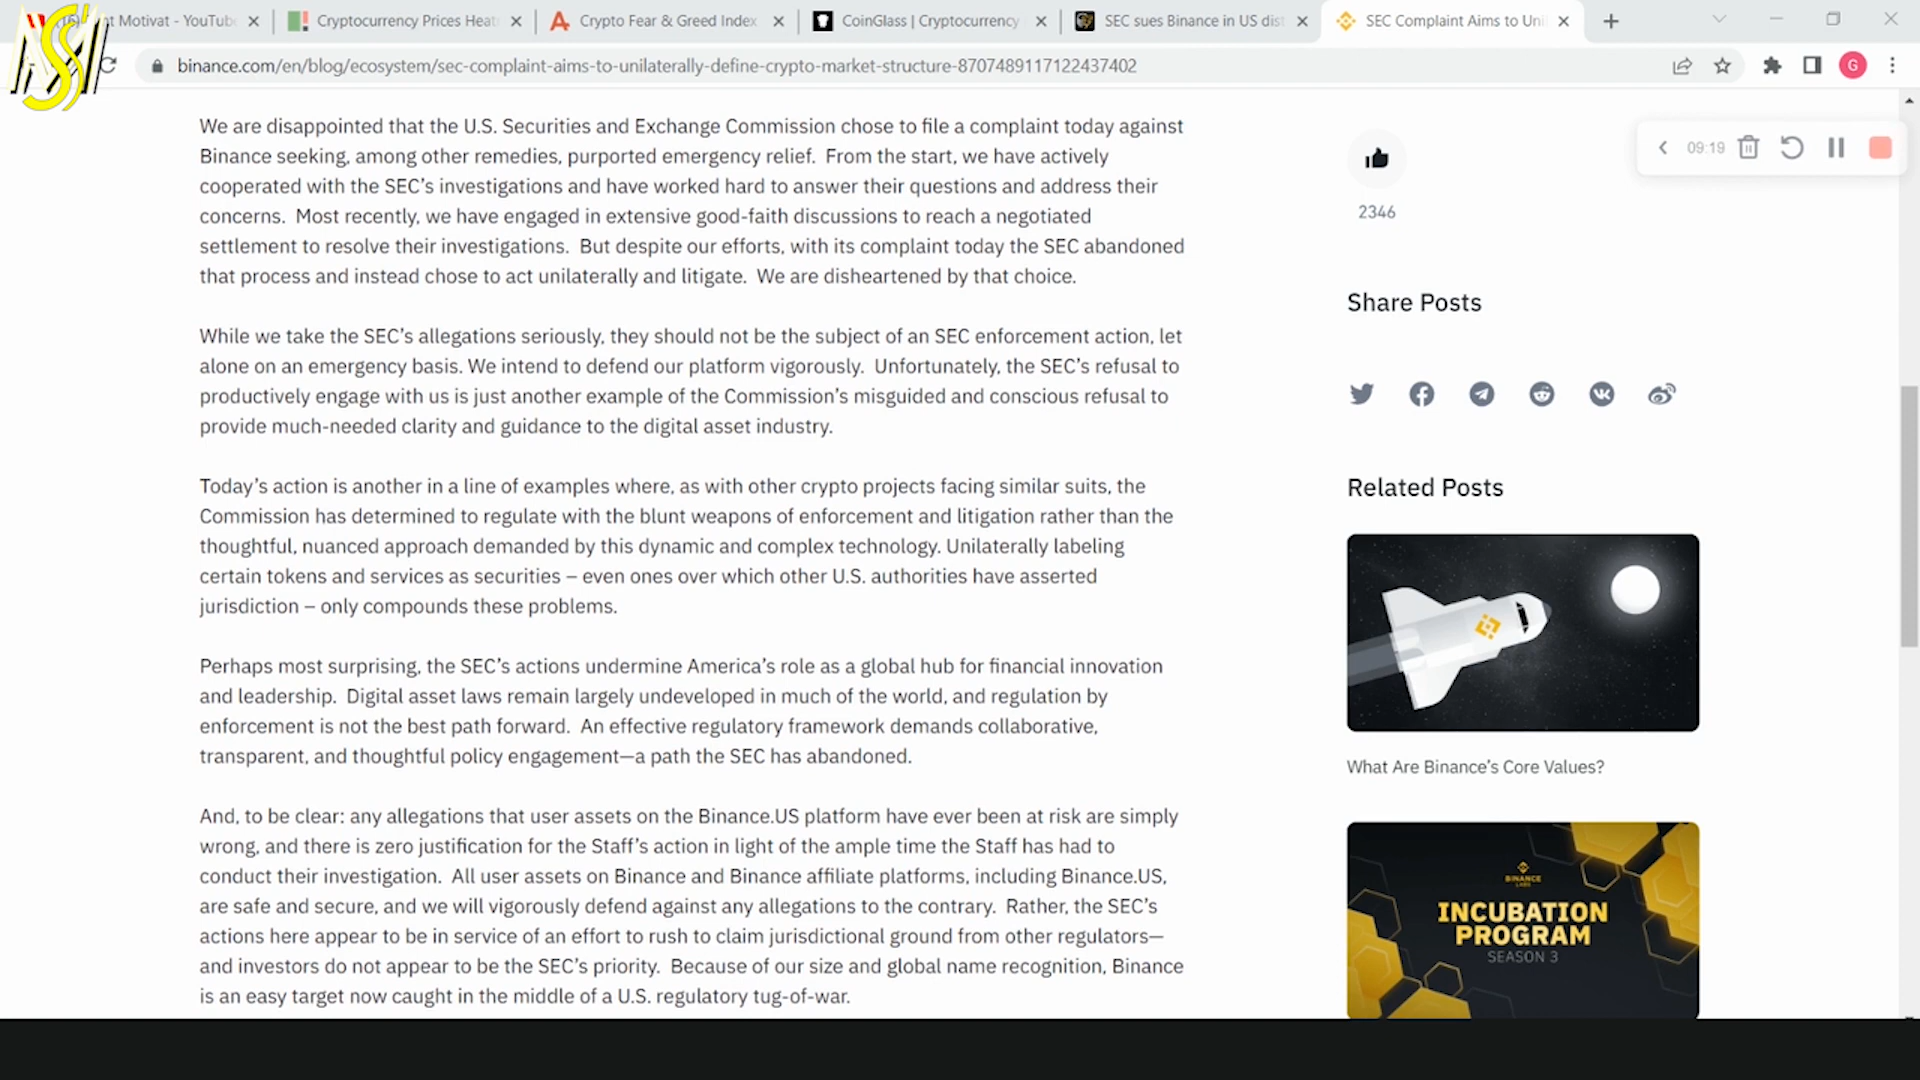 nt Motivat - YouTub
Cryptocurrency Prices Heat
Crypto Fear & Greed Index
CoinGlass | Cryptocurrency
SEC sues Binance in US dist
SEC Complaint Aims to Uni
binance.com/en/blog/ecosystem/sec-complaint-aims-to-unilaterally-define-crypto-market-structure-8707489117122437402
G
We are disappointed that the U.S. Securities and Exchange Commission chose to file a complaint today against
Binance seeking, among other remedies, purported emergency relief. From the start, we have actively
cooperated with the SEC's investigations and have worked hard to answer their questions and address their
concerns. Most recently, we have engaged in extensive good-faith discussions to reach a negotiated
settlement to resolve their investigations. But despite our efforts, with its complaint today the SEC abandoned
that process and instead chose to act unilaterally and litigate. We are disheartened by that choice.
While we take the SEC's allegations seriously, they should not be the subject of an SEC enforcement action, let
alone on an emergency basis. We intend to defend our platform vigorously. Unfortunately, the SEC's refusal to
productively engage with us is just another example of the Commission's misguided and conscious refusal to
provide much-needed clarity and guidance to the digital asset industry.
Today's action is another in a line of examples where, as with other crypto projects facing similar suits, the
Commission has determined to regulate with the blunt weapons of enforcement and litigation rather than the
thoughtful, nuanced approach demanded by this dynamic and complex technology. Unilaterally labeling
certain tokens and services as securities – even ones over which other U.S. authorities have asserted
jurisdiction – only compounds these problems.
Perhaps most surprising, the SEC's actions undermine America's role as a global hub for financial innovation
and leadership. Digital asset laws remain largely undeveloped in much of the world, and regulation by
enforcement is not the best path forward. An effective regulatory framework demands collaborative,
transparent, and thoughtful policy engagement—a path the SEC has abandoned.
And, to be clear: any allegations that user assets on the Binance.US platform have ever been at risk are simply
wrong, and there is zero justification for the Staff's action in light of the ample time the Staff has had to
conduct their investigation. All user assets on Binance and Binance affiliate platforms, including Binance.US,
are safe and secure, and we will vigorously defend against any allegations to the contrary. Rather, the SEC's
actions here appear to be in service of an effort to rush to claim jurisdictional ground from other regulators—
and investors do not appear to be the SEC's priority. Because of our size and global name recognition, Binance
is an easy target now caught in the middle of a U.S. regulatory tug-of-war.
09:19
2346
Share Posts
Related Posts
What Are Binance's Core Values?
BINANCE
LABS
INCUBATION
PROGRAM
SEASON 3